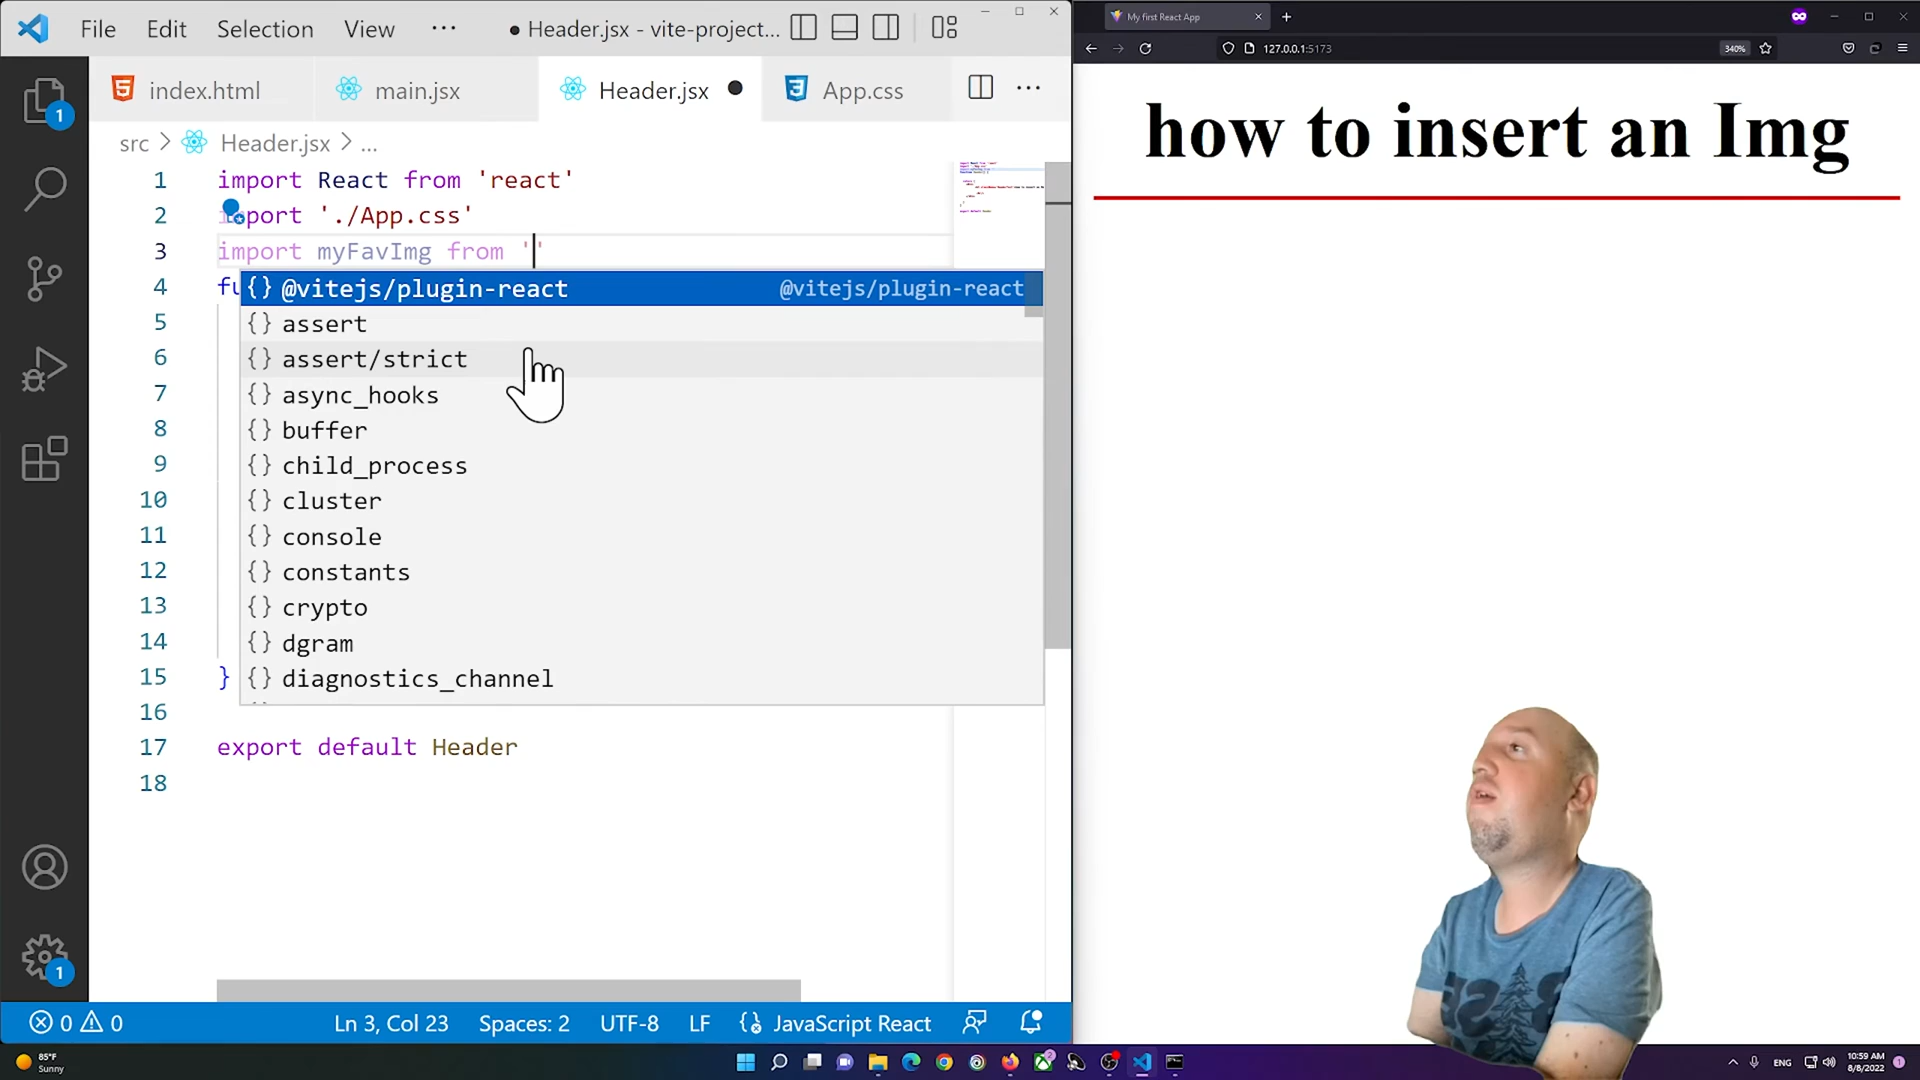 File Edit Selection View ··· ● Header.jsx - vite-project...
index.html main.jsx Header.jsx ● App.css ···
src > Header.jsx > ...
1 import React from 'react'
2 import './App.css'
3 import myFavImg from ''
4 fu
{} @vitejs/plugin-react @vitejs/plugin-react
5 {} assert
6 {} assert/strict
7 {} async_hooks
8 {} buffer
9 {} child_process
10 {} cluster
11 {} console
12 {} constants
13 {} crypto
14 {} dgram
15 } {} diagnostics_channel
16
17 export default Header
18
1
1
0 0 Ln 3, Col 23 Spaces: 2 UTF-8 LF JavaScript React
My first React App
127.0.0.1:5173 340%
how to insert an Img
85°F
Sunny
ENG 10:59 AM
8/8/2022